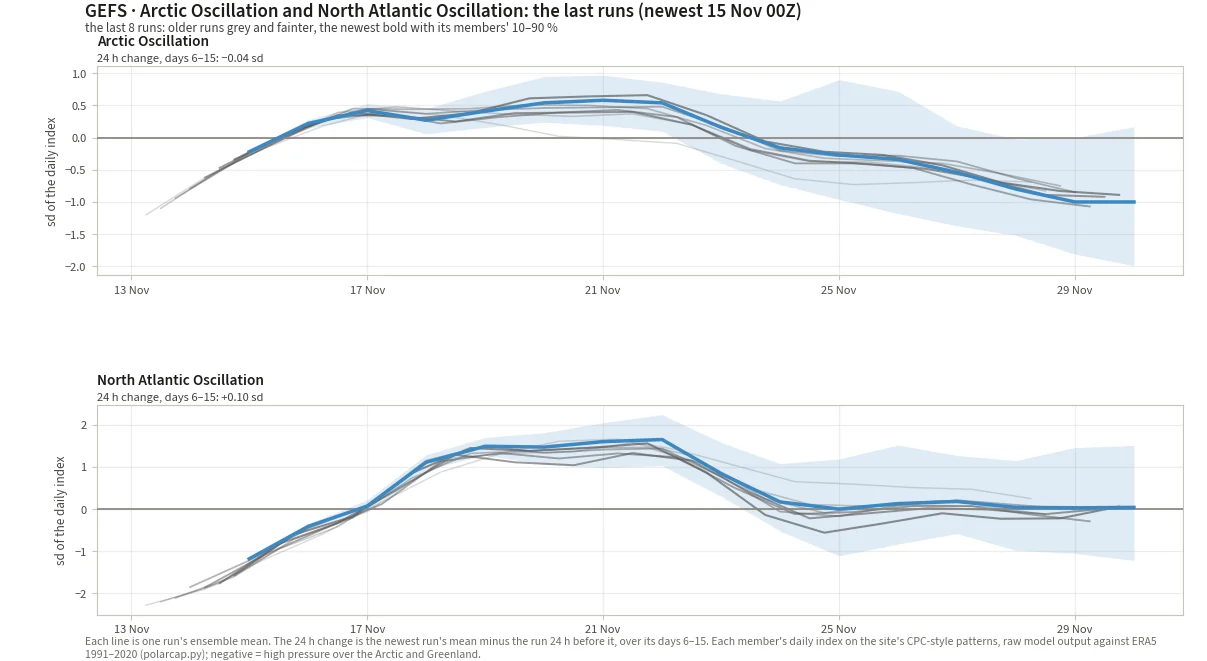 GEFS · Arctic Oscillation and North Atlantic Oscillation: the last runs (newest 15 Nov 00Z)
the last 8 runs: older runs grey and fainter, the newest bold with its members' 10–90 %
Arctic Oscillation
24 h change, days 6–15: −0.04 sd
1.0
0.5
0.0
−0.5
−1.0
−1.5
−2.0
sd of the daily index
13 Nov
17 Nov
21 Nov
25 Nov
29 Nov
North Atlantic Oscillation
24 h change, days 6–15: +0.10 sd
2
1
0
−1
−2
sd of the daily index
13 Nov
17 Nov
21 Nov
25 Nov
29 Nov
Each line is one run's ensemble mean. The 24 h change is the newest run's mean minus the run 24 h before it, over its days 6–15. Each member's daily index on the site's CPC-style patterns, raw model output against ERA5
1991–2020 (polarcap.py); negative = high pressure over the Arctic and Greenland.